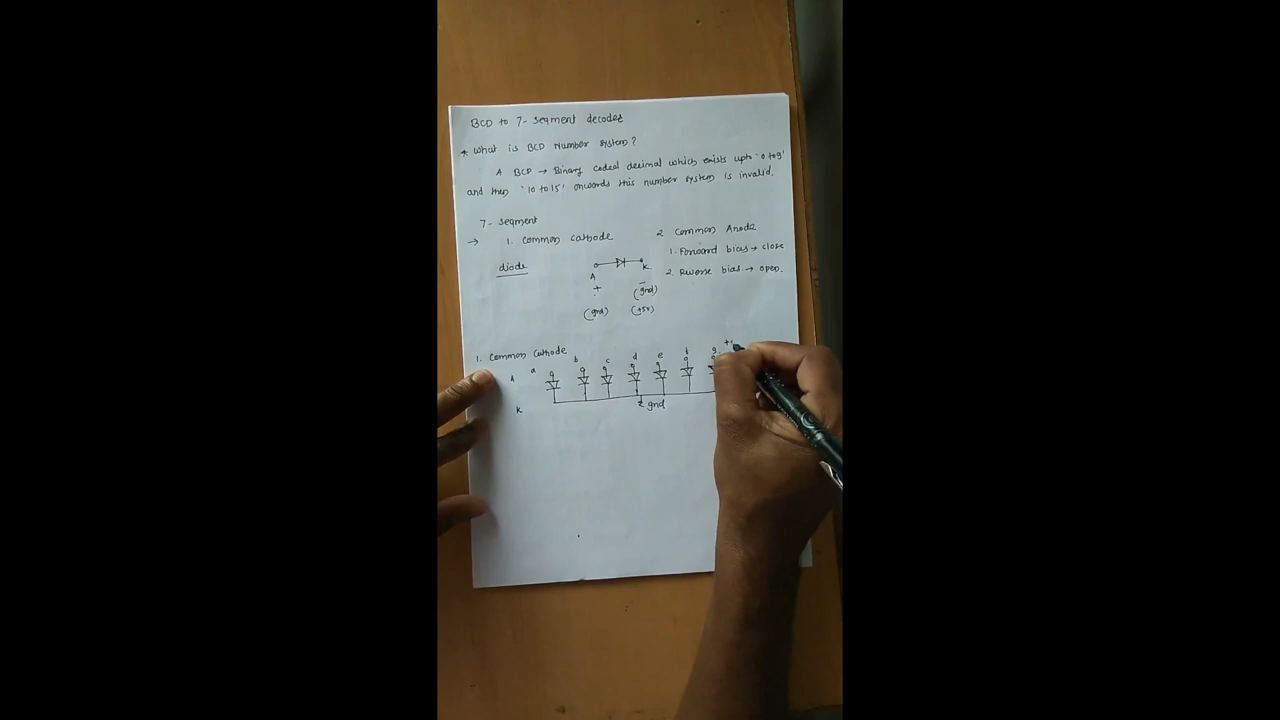 BCD to 7- segment decoder
* What is BCD Number system?
A BCD → Binary coded decimal which exists upto '0 to 9'
and then '10 to 15' onwards this number system is invalid.
7- segment
→ 1. Common Cathode 2 Common Anode
1. Forward bias → close
diode A K
2. Reverse bias → open.
+ -
(gnd)
(gnd) (+5v)
1. Common Cathode
a b c d e f g
A
K
gnd